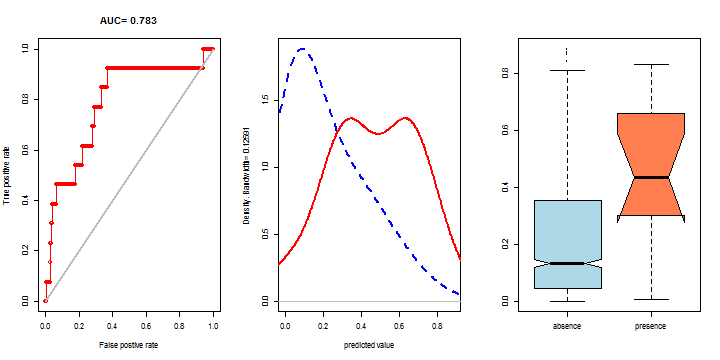 AUC= 0.783
True positive rate
1.0
0.8
0.6
0.4
0.2
0.0
0.0 0.2 0.4 0.6 0.8 1.0
False postive rate
Density. Bandwidth= 0.12591
1.5
1.0
0.5
0.0
0.0 0.2 0.4 0.6 0.8
predicted value
0.8
0.6
0.4
0.2
0.0
absence presence